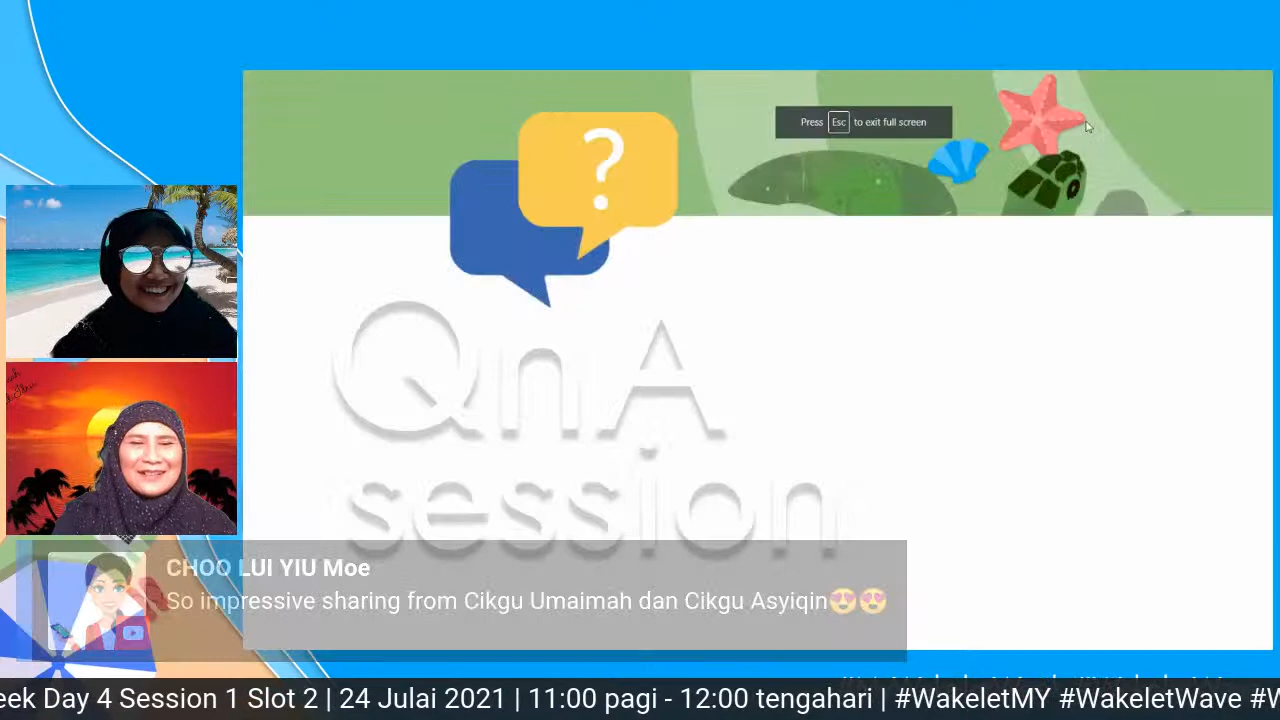 Press Esc to exit full screen
?
QnA
session
CHOO LUI YIU Moe
So impressive sharing from Cikgu Umaimah dan Cikgu Asyiqin😍😍
eek Day 4 Session 1 Slot 2 | 24 Julai 2021 | 11:00 pagi - 12:00 tengahari | #WakeletMY #WakeletWave #W